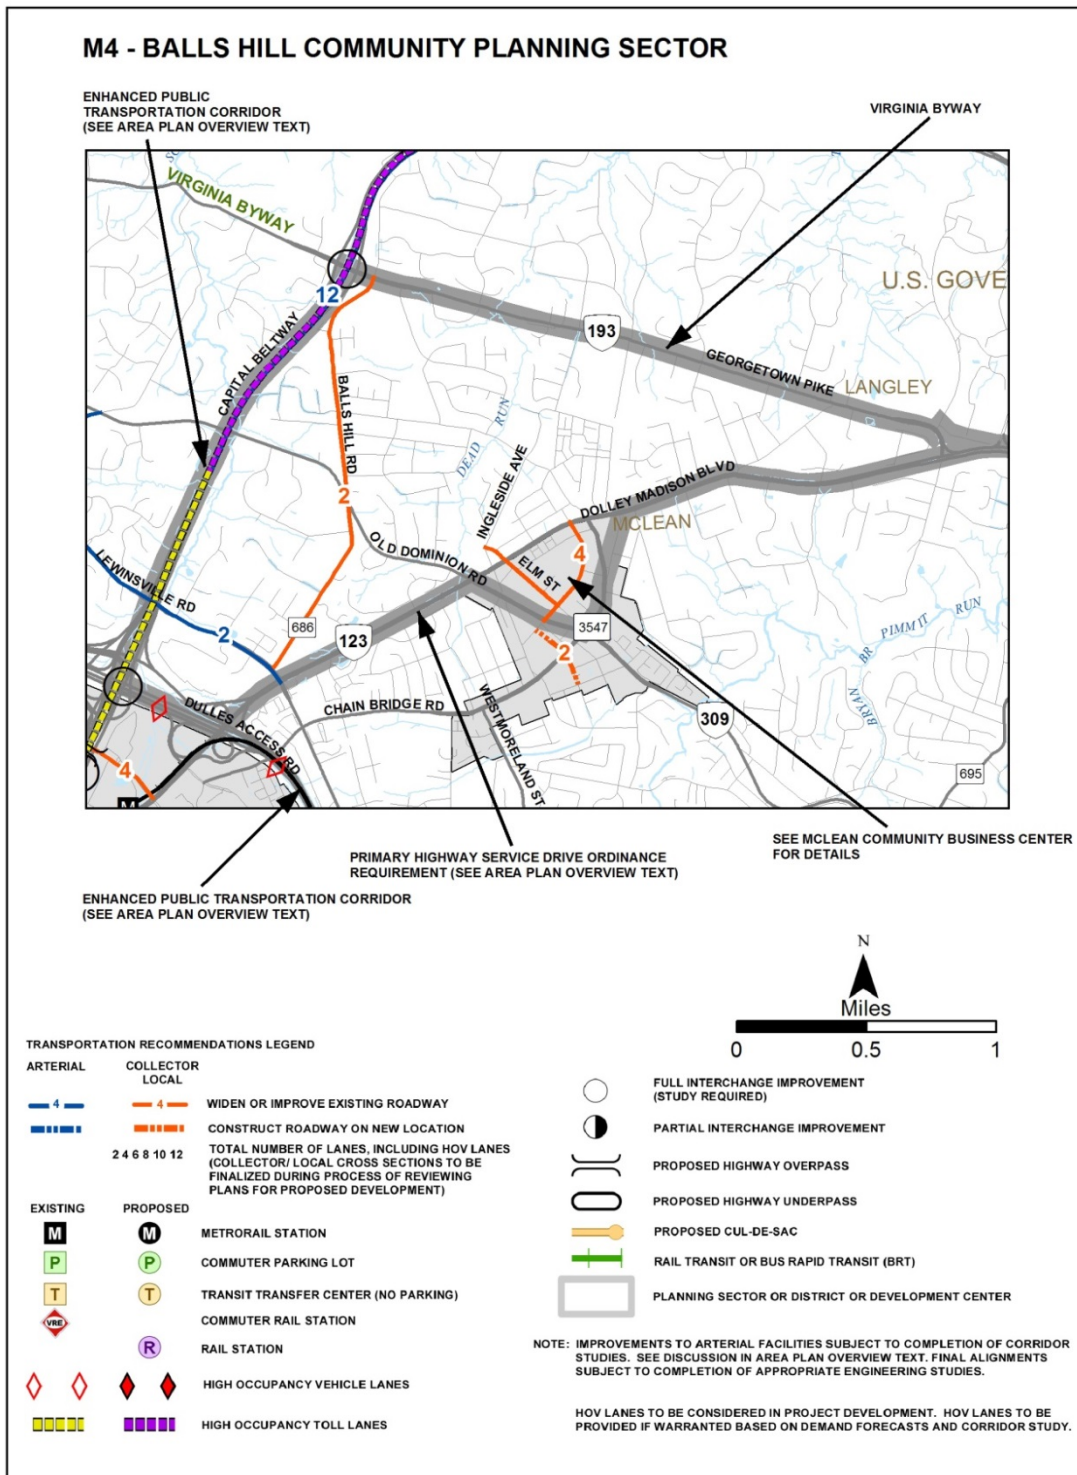 M4 - BALLS HILL COMMUNITY PLANNING SECTOR
ENHANCED PUBLIC
TRANSPORTATION CORRIDOR
(SEE AREA PLAN OVERVIEW TEXT)
VIRGINIA BYWAY
VIRGINIA BYWAY
12
U.S. GOVE
193
CAPITAL BELTWAY
GEORGETOWN PIKE
LANGLEY
BALLS HILL RD
DEAD RUN
INGLESIDE AVE
DOLLEY MADISON BLVD
2
MCLEAN
OLD DOMINION RD
ELM ST
4
LEWINSVILLE RD
2
686
123
3547
2
BR PIMMIT RUN
BRYAN
DULLES ACCESS RD
CHAIN BRIDGE RD
WESTMORELAND ST
309
4
695
M
SEE MCLEAN COMMUNITY BUSINESS CENTER
FOR DETAILS
PRIMARY HIGHWAY SERVICE DRIVE ORDINANCE
REQUIREMENT (SEE AREA PLAN OVERVIEW TEXT)
ENHANCED PUBLIC TRANSPORTATION CORRIDOR
(SEE AREA PLAN OVERVIEW TEXT)
N
Miles
0 0.5 1
TRANSPORTATION RECOMMENDATIONS LEGEND
ARTERIAL COLLECTOR
LOCAL
4 4 WIDEN OR IMPROVE EXISTING ROADWAY
CONSTRUCT ROADWAY ON NEW LOCATION
2 4 6 8 10 12 TOTAL NUMBER OF LANES, INCLUDING HOV LANES
(COLLECTOR/ LOCAL CROSS SECTIONS TO BE
FINALIZED DURING PROCESS OF REVIEWING
PLANS FOR PROPOSED DEVELOPMENT)
EXISTING PROPOSED
M M METRORAIL STATION
P P COMMUTER PARKING LOT
T T TRANSIT TRANSFER CENTER (NO PARKING)
VRE COMMUTER RAIL STATION
R RAIL STATION
HIGH OCCUPANCY VEHICLE LANES
HIGH OCCUPANCY TOLL LANES
FULL INTERCHANGE IMPROVEMENT
(STUDY REQUIRED)
PARTIAL INTERCHANGE IMPROVEMENT
PROPOSED HIGHWAY OVERPASS
PROPOSED HIGHWAY UNDERPASS
PROPOSED CUL-DE-SAC
RAIL TRANSIT OR BUS RAPID TRANSIT (BRT)
PLANNING SECTOR OR DISTRICT OR DEVELOPMENT CENTER
NOTE: IMPROVEMENTS TO ARTERIAL FACILITIES SUBJECT TO COMPLETION OF CORRIDOR
STUDIES. SEE DISCUSSION IN AREA PLAN OVERVIEW TEXT. FINAL ALIGNMENTS
SUBJECT TO COMPLETION OF APPROPRIATE ENGINEERING STUDIES.
HOV LANES TO BE CONSIDERED IN PROJECT DEVELOPMENT. HOV LANES TO BE
PROVIDED IF WARRANTED BASED ON DEMAND FORECASTS AND CORRIDOR STUDY.